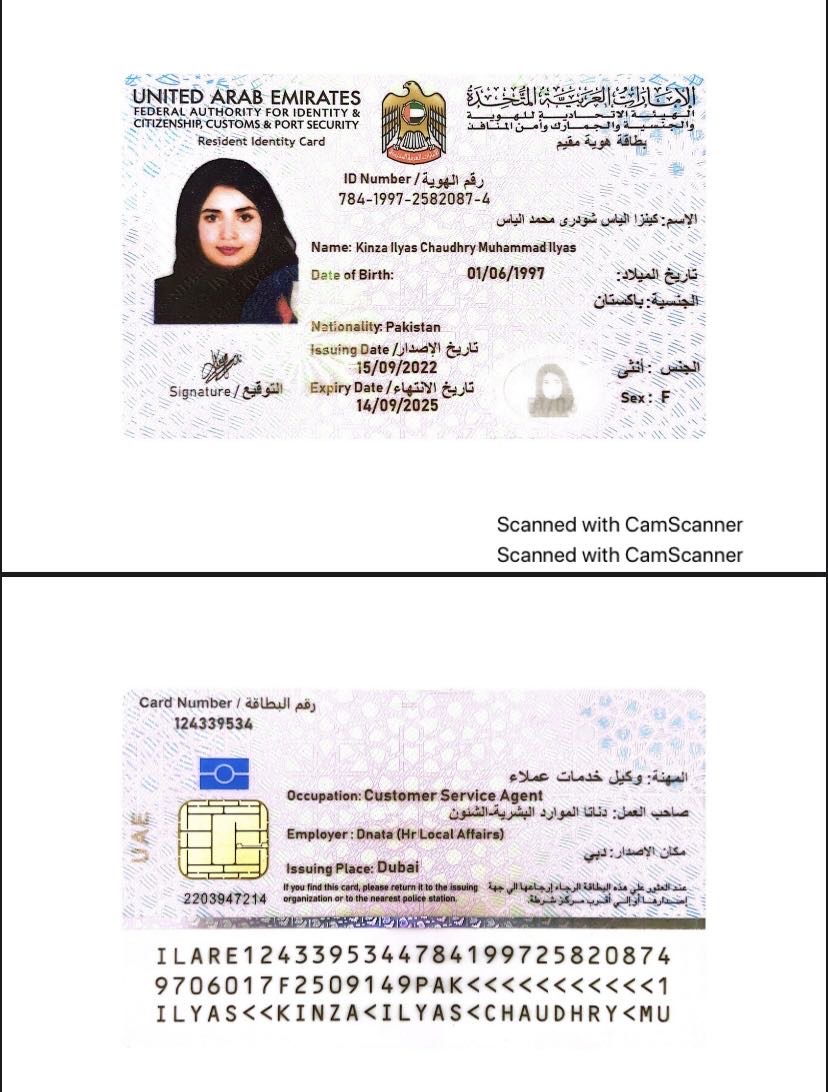 UNITED ARAB EMIRATES
FEDERAL AUTHORITY FOR IDENTITY &
CITIZENSHIP, CUSTOMS & PORT SECURITY
Resident Identity Card
الإمارات العربية المتحدة
الهيئة الاتحادية للهوية
والجنسية والجمارك وأمن المنافذ
بطاقة هوية مقيم
ID Number / رقم الهوية
784-1997-2582087-4
الإسم: كينزا الياس شودرى محمد الياس
Name: Kinza Ilyas Chaudhry Muhammad Ilyas
Date of Birth: 01/06/1997 تاريخ الميلاد:
الجنسية: باكستان
Nationality: Pakistan
Issuing Date / تاريخ الإصدار
15/09/2022
Expiry Date / تاريخ الانتهاء
14/09/2025
الجنس : أنثى
Sex : F
Signature / التوقيع
Scanned with CamScanner
Scanned with CamScanner
Card Number / رقم البطاقة
124339534
المهنة: وكيل خدمات عملاء
Occupation: Customer Service Agent
صاحب العمل: دناتا الموارد البشرية-الشئون
Employer : Dnata (Hr Local Affairs)
مكان الإصدار: دبي
Issuing Place: Dubai
UAE
2203947214
If you find this card, please return it to the issuing
organization or to the nearest police station.
عند العثور علي هذه البطاقة الرجاء إرجاعها الي جهة
إصدارها أو إلي أقرب مركز شرطة.
ILARE1243395344784199725820874
9706017F2509149PAK<<<<<<<<<<<1
ILYAS<<KINZA<ILYAS<CHAUDHRY<MU